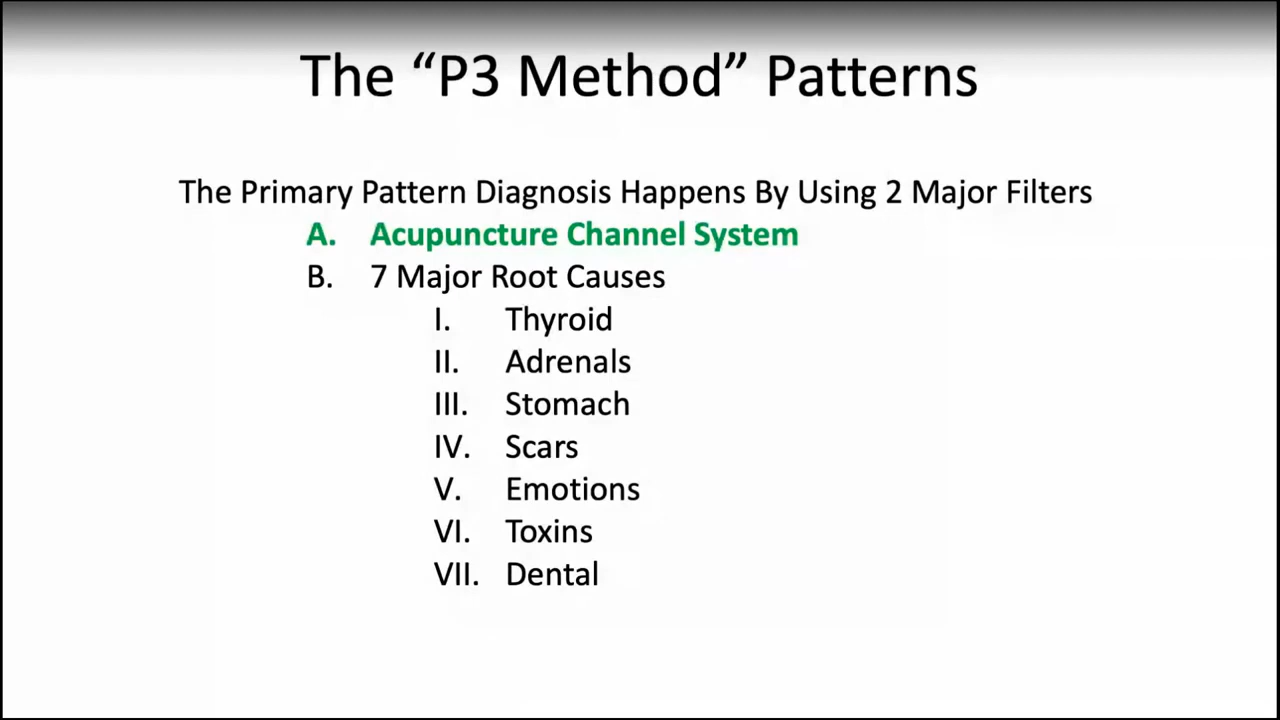 The “P3 Method” Patterns
The Primary Pattern Diagnosis Happens By Using 2 Major Filters
A. Acupuncture Channel System
B. 7 Major Root Causes
I. Thyroid
II. Adrenals
III. Stomach
IV. Scars
V. Emotions
VI. Toxins
VII. Dental